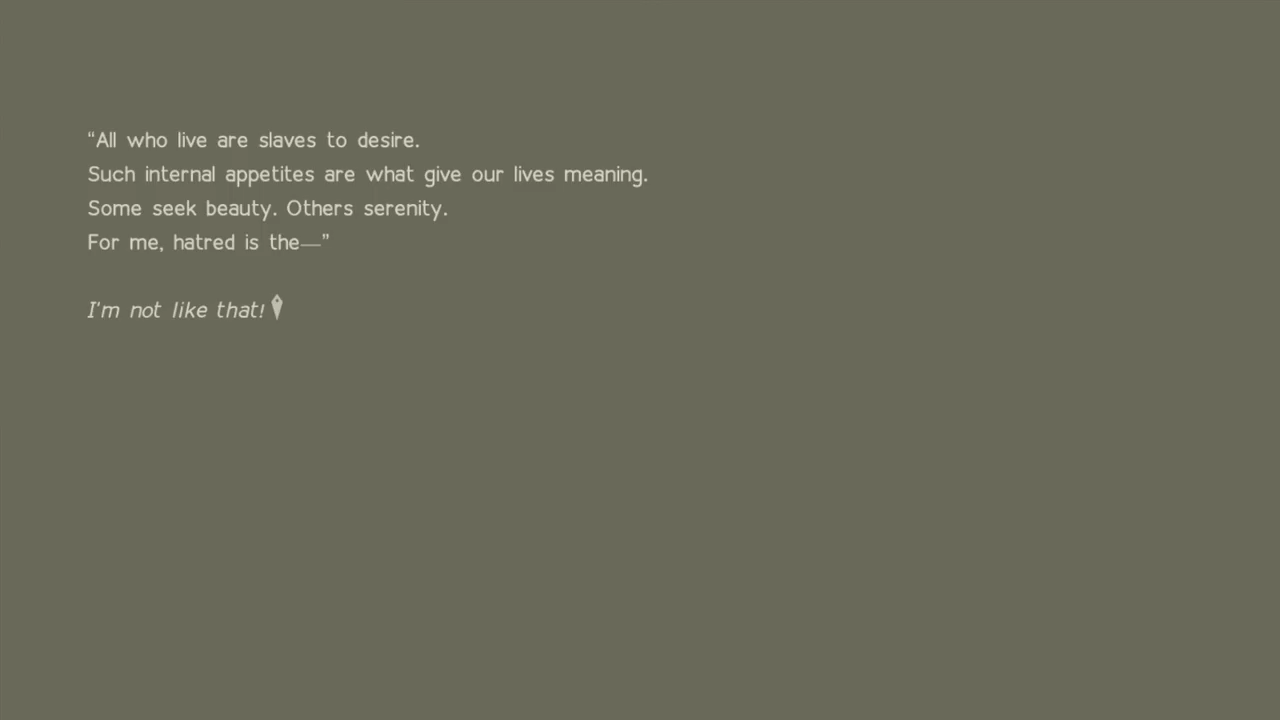 “All who live are slaves to desire.
Such internal appetites are what give our lives meaning.
Some seek beauty. Others serenity.
For me, hatred is the—”
I'm not like that!